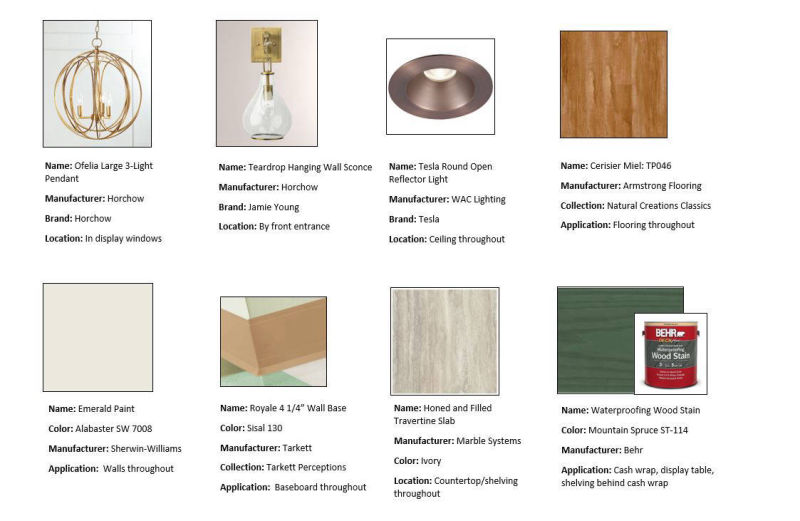 Name: Ofelia Large 3-Light
Pendant
Manufacturer: Horchow
Brand: Horchow
Location: In display windows
Name: Teardrop Hanging Wall Sconce
Manufacturer: Horchow
Brand: Jamie Young
Location: By front entrance
Name: Tesla Round Open
Reflector Light
Manufacturer: WAC Lighting
Brand: Tesla
Location: Ceiling throughout
Name: Cerisier Miel: TP046
Manufacturer: Armstrong Flooring
Collection: Natural Creations Classics
Application: Flooring throughout
BEHR
Waterproofing
Wood Stain
Name: Emerald Paint
Color: Alabaster SW 7008
Manufacturer: Sherwin-Williams
Application: Walls throughout
Name: Royale 4 1/4” Wall Base
Color: Sisal 130
Manufacturer: Tarkett
Collection: Tarkett Perceptions
Application: Baseboard throughout
Name: Honed and Filled
Travertine Slab
Manufacturer: Marble Systems
Color: Ivory
Location: Countertop/shelving
throughout
Name: Waterproofing Wood Stain
Color: Mountain Spruce ST-114
Manufacturer: Behr
Application: Cash wrap, display table,
shelving behind cash wrap